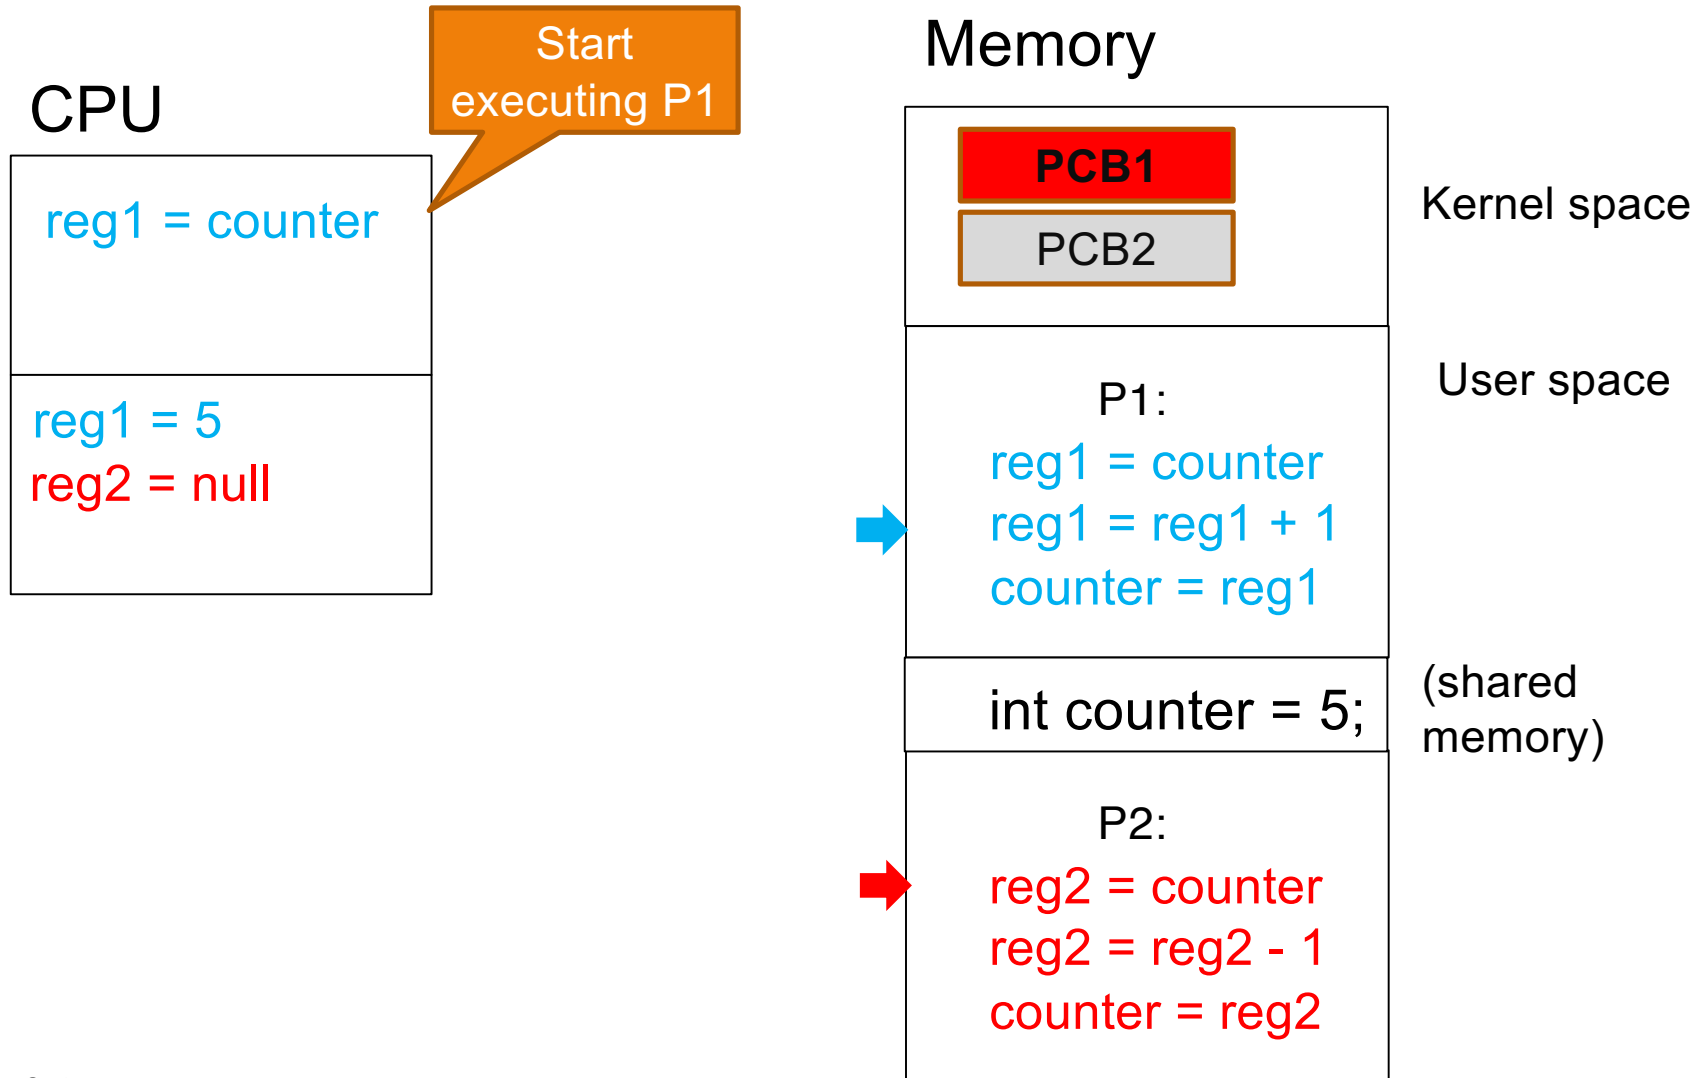 Start
executing P1
CPU
reg1 = counter
reg1 = 5
reg2 = null
Memory
PCB1
PCB2
Kernel space
User space
P1:
reg1 = counter
reg1 = reg1 + 1
counter = reg1
int counter = 5;
(shared
memory)
P2:
reg2 = counter
reg2 = reg2 - 1
counter = reg2